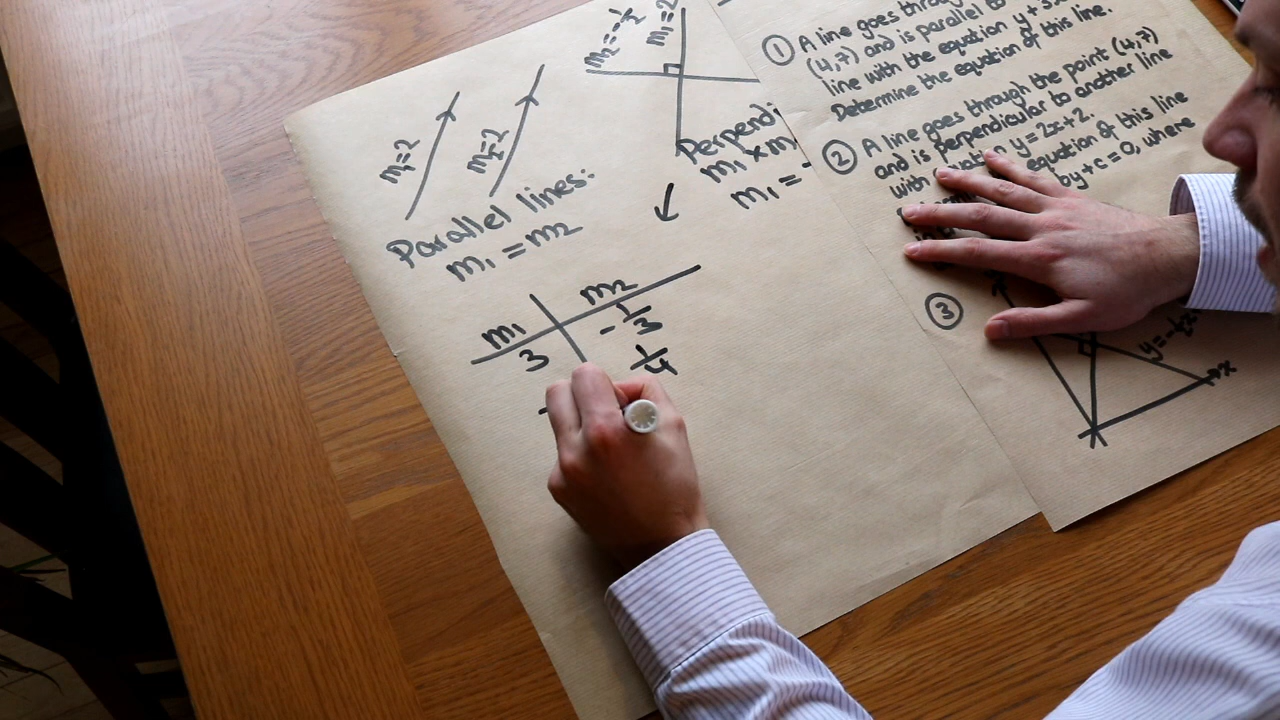 m₁=2
m₂=2
Parallel lines:
m₁ = m₂
m₂=-1/2
m₁=2
m₁ × m
m₁ = -
m₁ m₂
3 -1/3
1/4
① A line goes through
(4,7) and is parallel to
line with the equation y+3x
Determine the equation of this line.
② A line goes through the point (4,7)
and is perpendicular to another line
with y=2x+2.
equation of this line
by+c=0, where
③
y=-1/2x
x